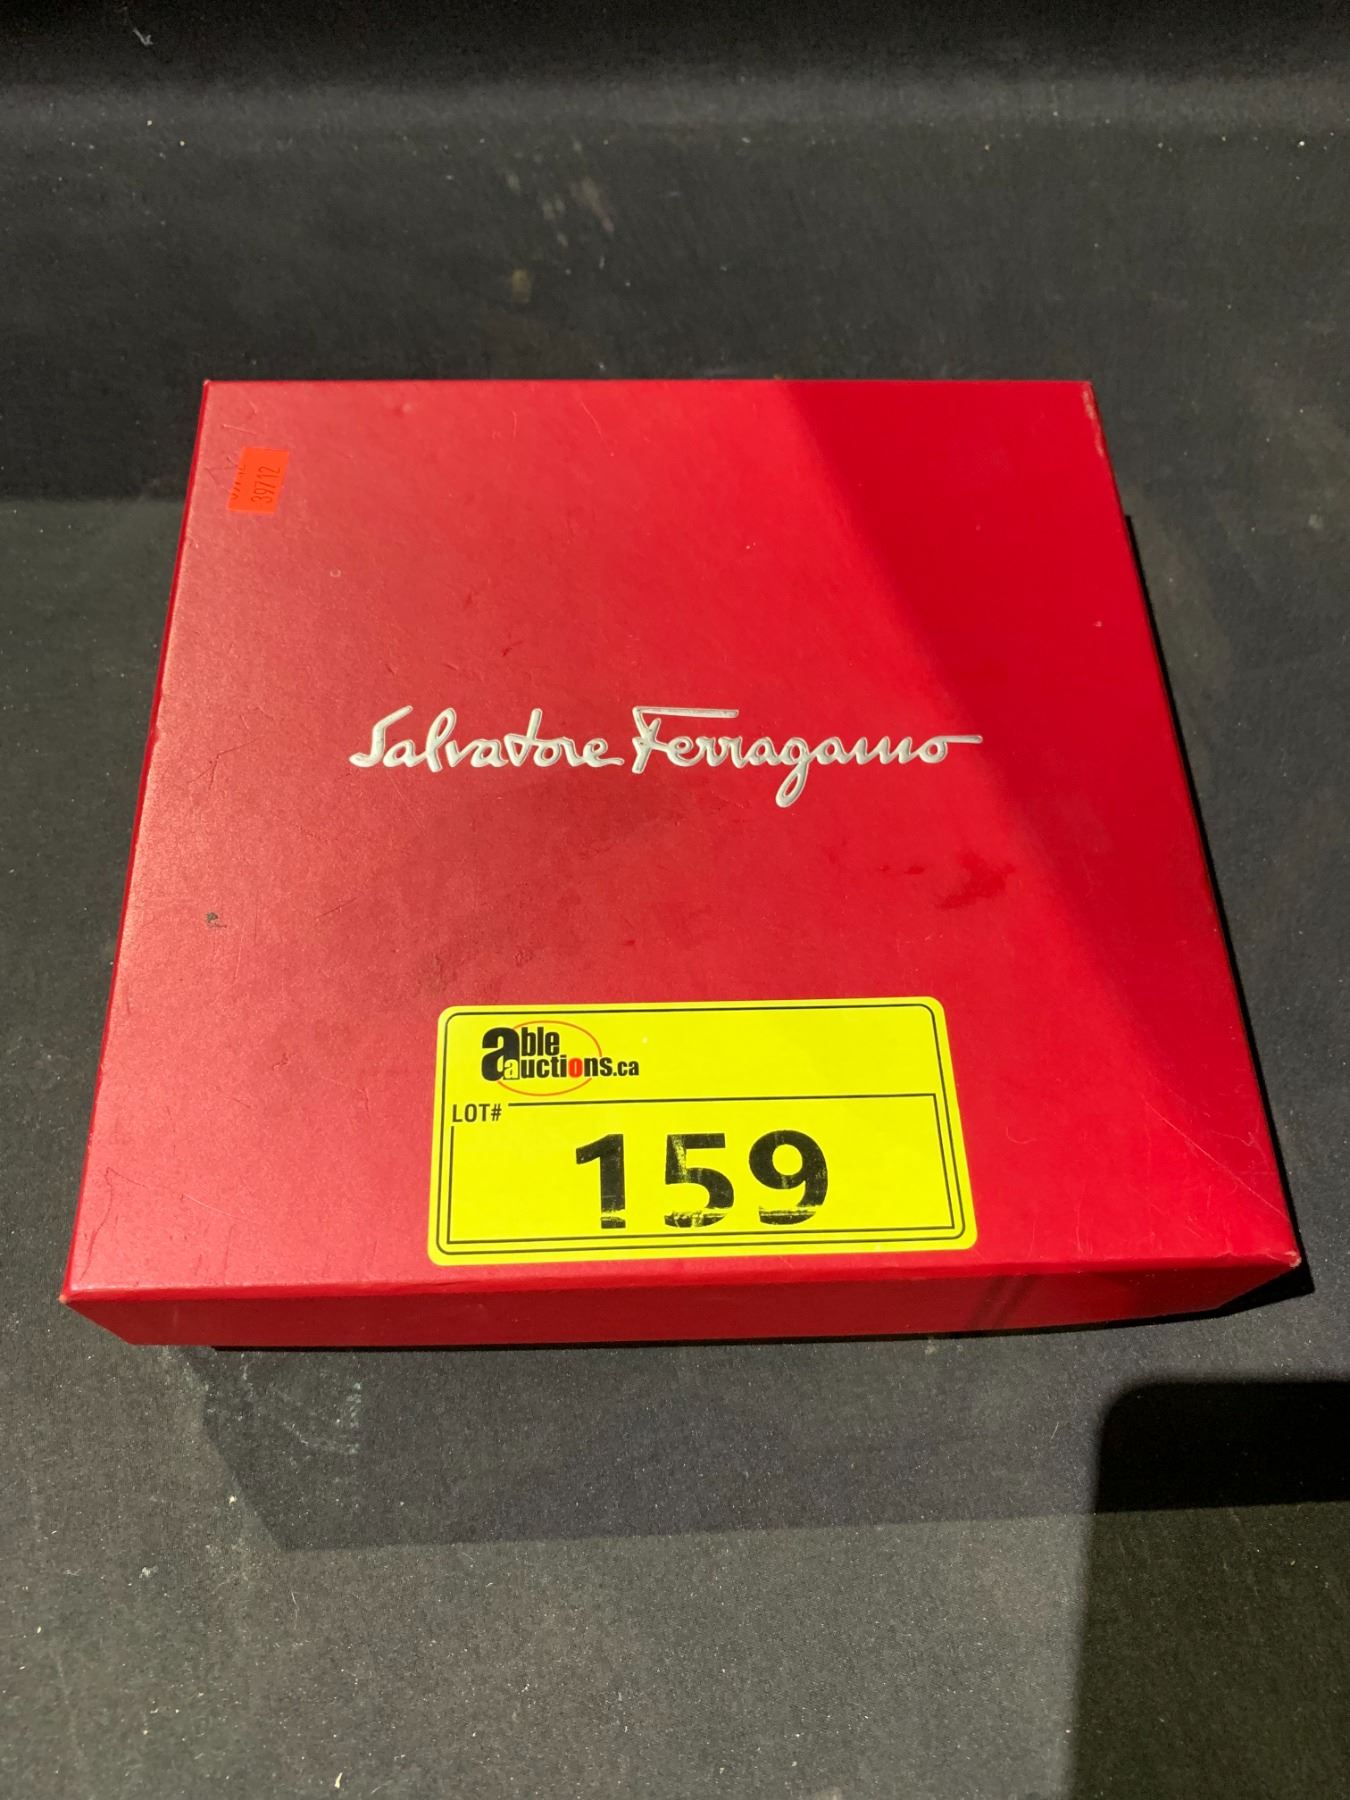 39712
Salvatore Ferragamo
able
auctions.ca
LOT#
159